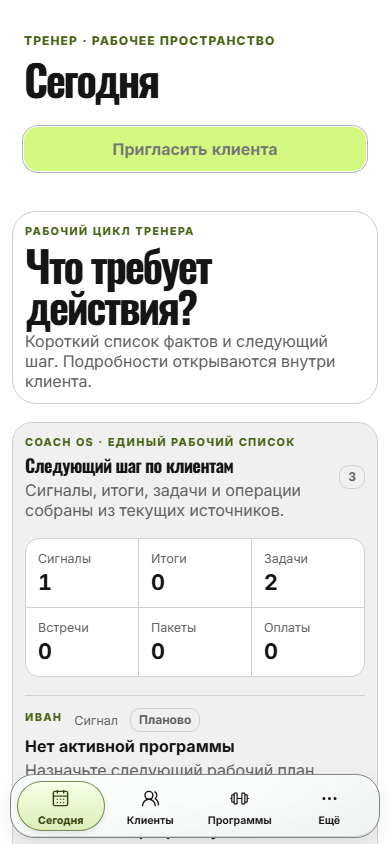 ТРЕНЕР · РАБОЧЕЕ ПРОСТРАНСТВО
Сегодня
Пригласить клиента
РАБОЧИЙ ЦИКЛ ТРЕНЕРА
Что требует
действия?
Короткий список фактов и следующий
шаг. Подробности открываются внутри
клиента.
COACH OS · ЕДИНЫЙ РАБОЧИЙ СПИСОК
Следующий шаг по клиентам
3
Сигналы, итоги, задачи и операции
собраны из текущих источников.
Сигналы Итоги Задачи
1 0 2
Встречи Пакеты Оплаты
0 0 0
ИВАН Сигнал Планово
Нет активной программы
Назначьте следующий рабочий план
Сегодня Клиенты Программы Ещё